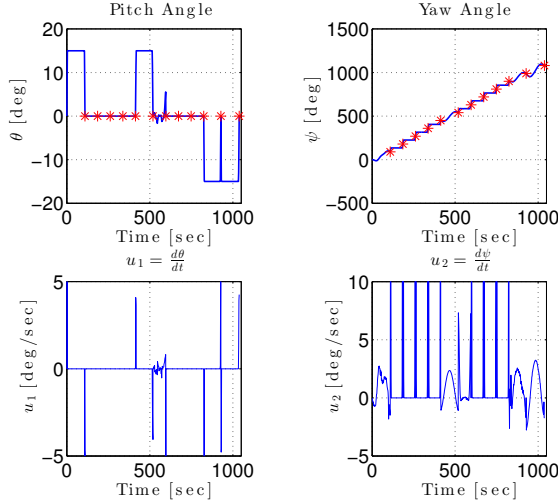 Pitch Angle
20
10
0
−10
−20
θ [deg]
0
500
1000
Time [sec]
Yaw Angle
1500
1000
500
0
−500
ψ [deg]
0
500
1000
Time [sec]
u₁ = dθ/dt
5
0
−5
u₁ [deg/sec]
0
500
1000
Time [sec]
u₂ = dψ/dt
10
5
0
−5
u₂ [deg/sec]
0
500
1000
Time [sec]